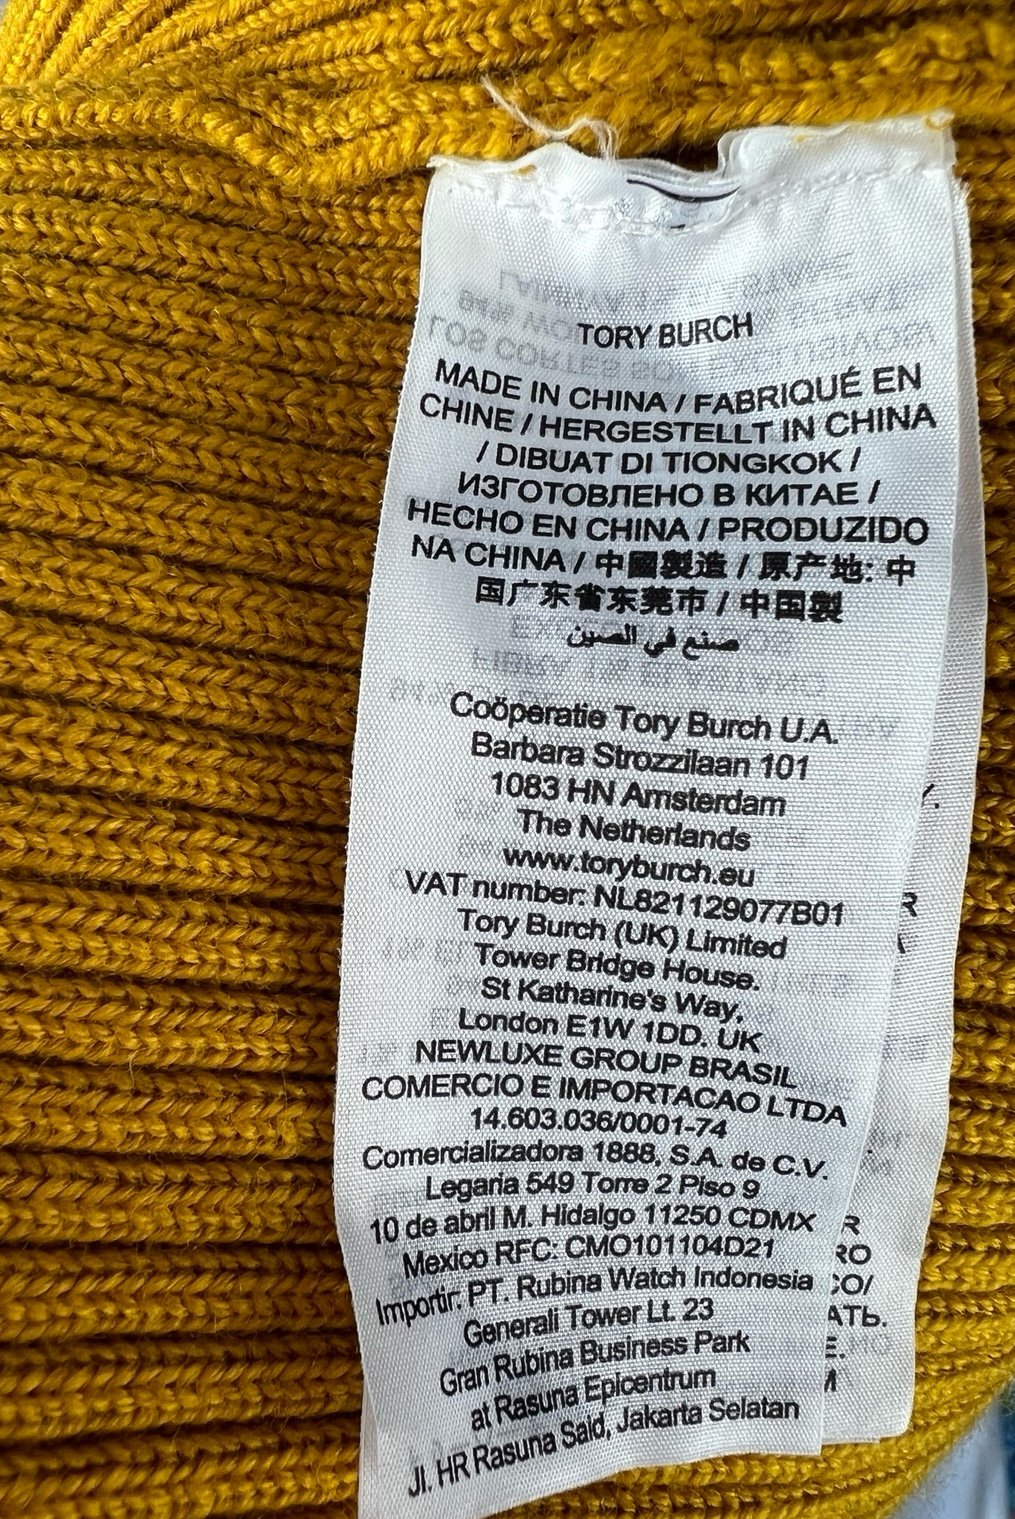 TORY BURCH
MADE IN CHINA / FABRIQUÉ EN
CHINE / HERGESTELLT IN CHINA
/ DIBUAT DI TIONGKOK /
ИЗГОТОВЛЕНО В КИТАЕ /
HECHO EN CHINA / PRODUZIDO
NA CHINA / 中國製造 / 原产地: 中
国广东省东莞市 / 中国製
صنع في الصين
Coöperatie Tory Burch U.A.
Barbara Strozzilaan 101
1083 HN Amsterdam
The Netherlands
www.toryburch.eu
VAT number: NL821129077B01
Tory Burch (UK) Limited
Tower Bridge House.
St Katharine's Way,
London E1W 1DD. UK
NEWLUXE GROUP BRASIL
COMERCIO E IMPORTACAO LTDA
14.603.036/0001-74
Comercializadora 1888, S.A. de C.V.
Legaria 549 Torre 2 Piso 9
10 de abril M. Hidalgo 11250 CDMX
Mexico RFC: CMO101104D21
Importir: PT. Rubina Watch Indonesia
Generali Tower Lt. 23
Gran Rubina Business Park
at Rasuna Epicentrum
Jl. HR Rasuna Said, Jakarta Selatan